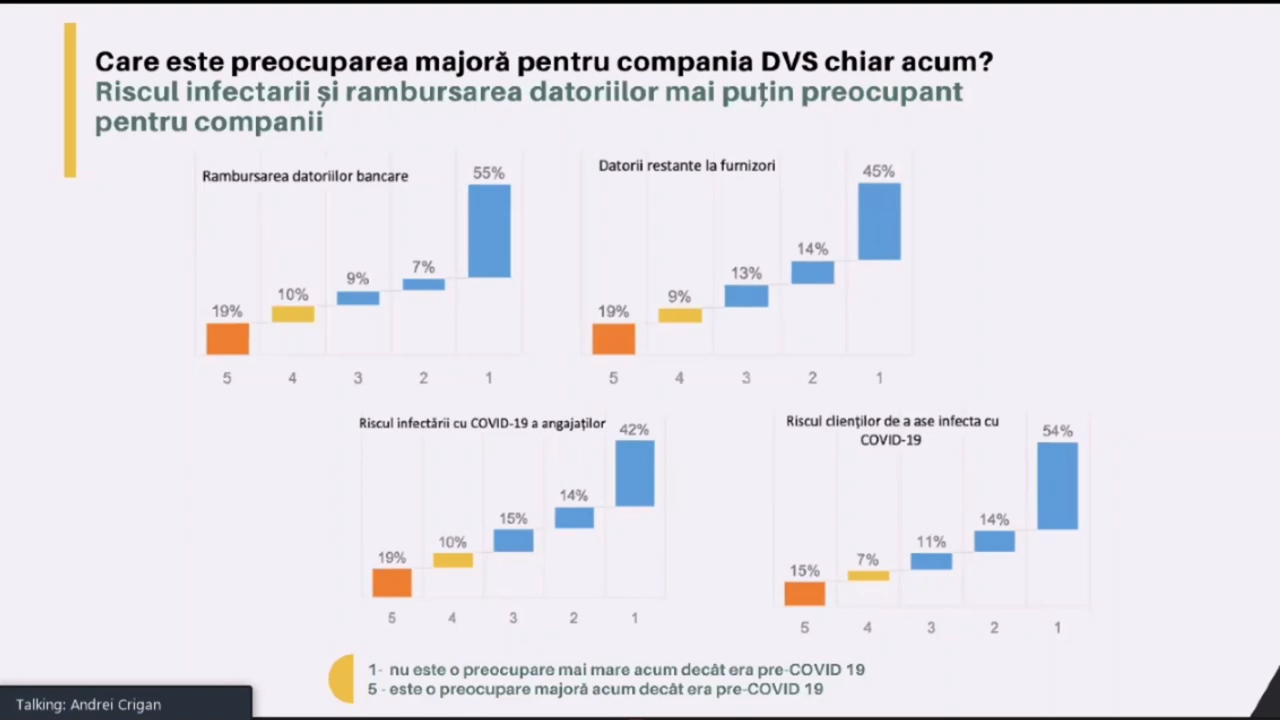 Care este preocuparea majoră pentru compania DVS chiar acum?
Riscul infectarii și rambursarea datoriilor mai puțin preocupant
pentru companii
Rambursarea datoriilor bancare
19%
10%
9%
7%
55%
5 4 3 2 1
Datorii restante la furnizori
19%
9%
13%
14%
45%
5 4 3 2 1
Riscul infectării cu COVID-19 a angajaților
19%
10%
15%
14%
42%
5 4 3 2 1
Riscul clienților de a ase infecta cu
COVID-19
15%
7%
11%
14%
54%
5 4 3 2 1
1- nu este o preocupare mai mare acum decât era pre-COVID 19
5 - este o preocupare majoră acum decât era pre-COVID 19
Talking: Andrei Crigan